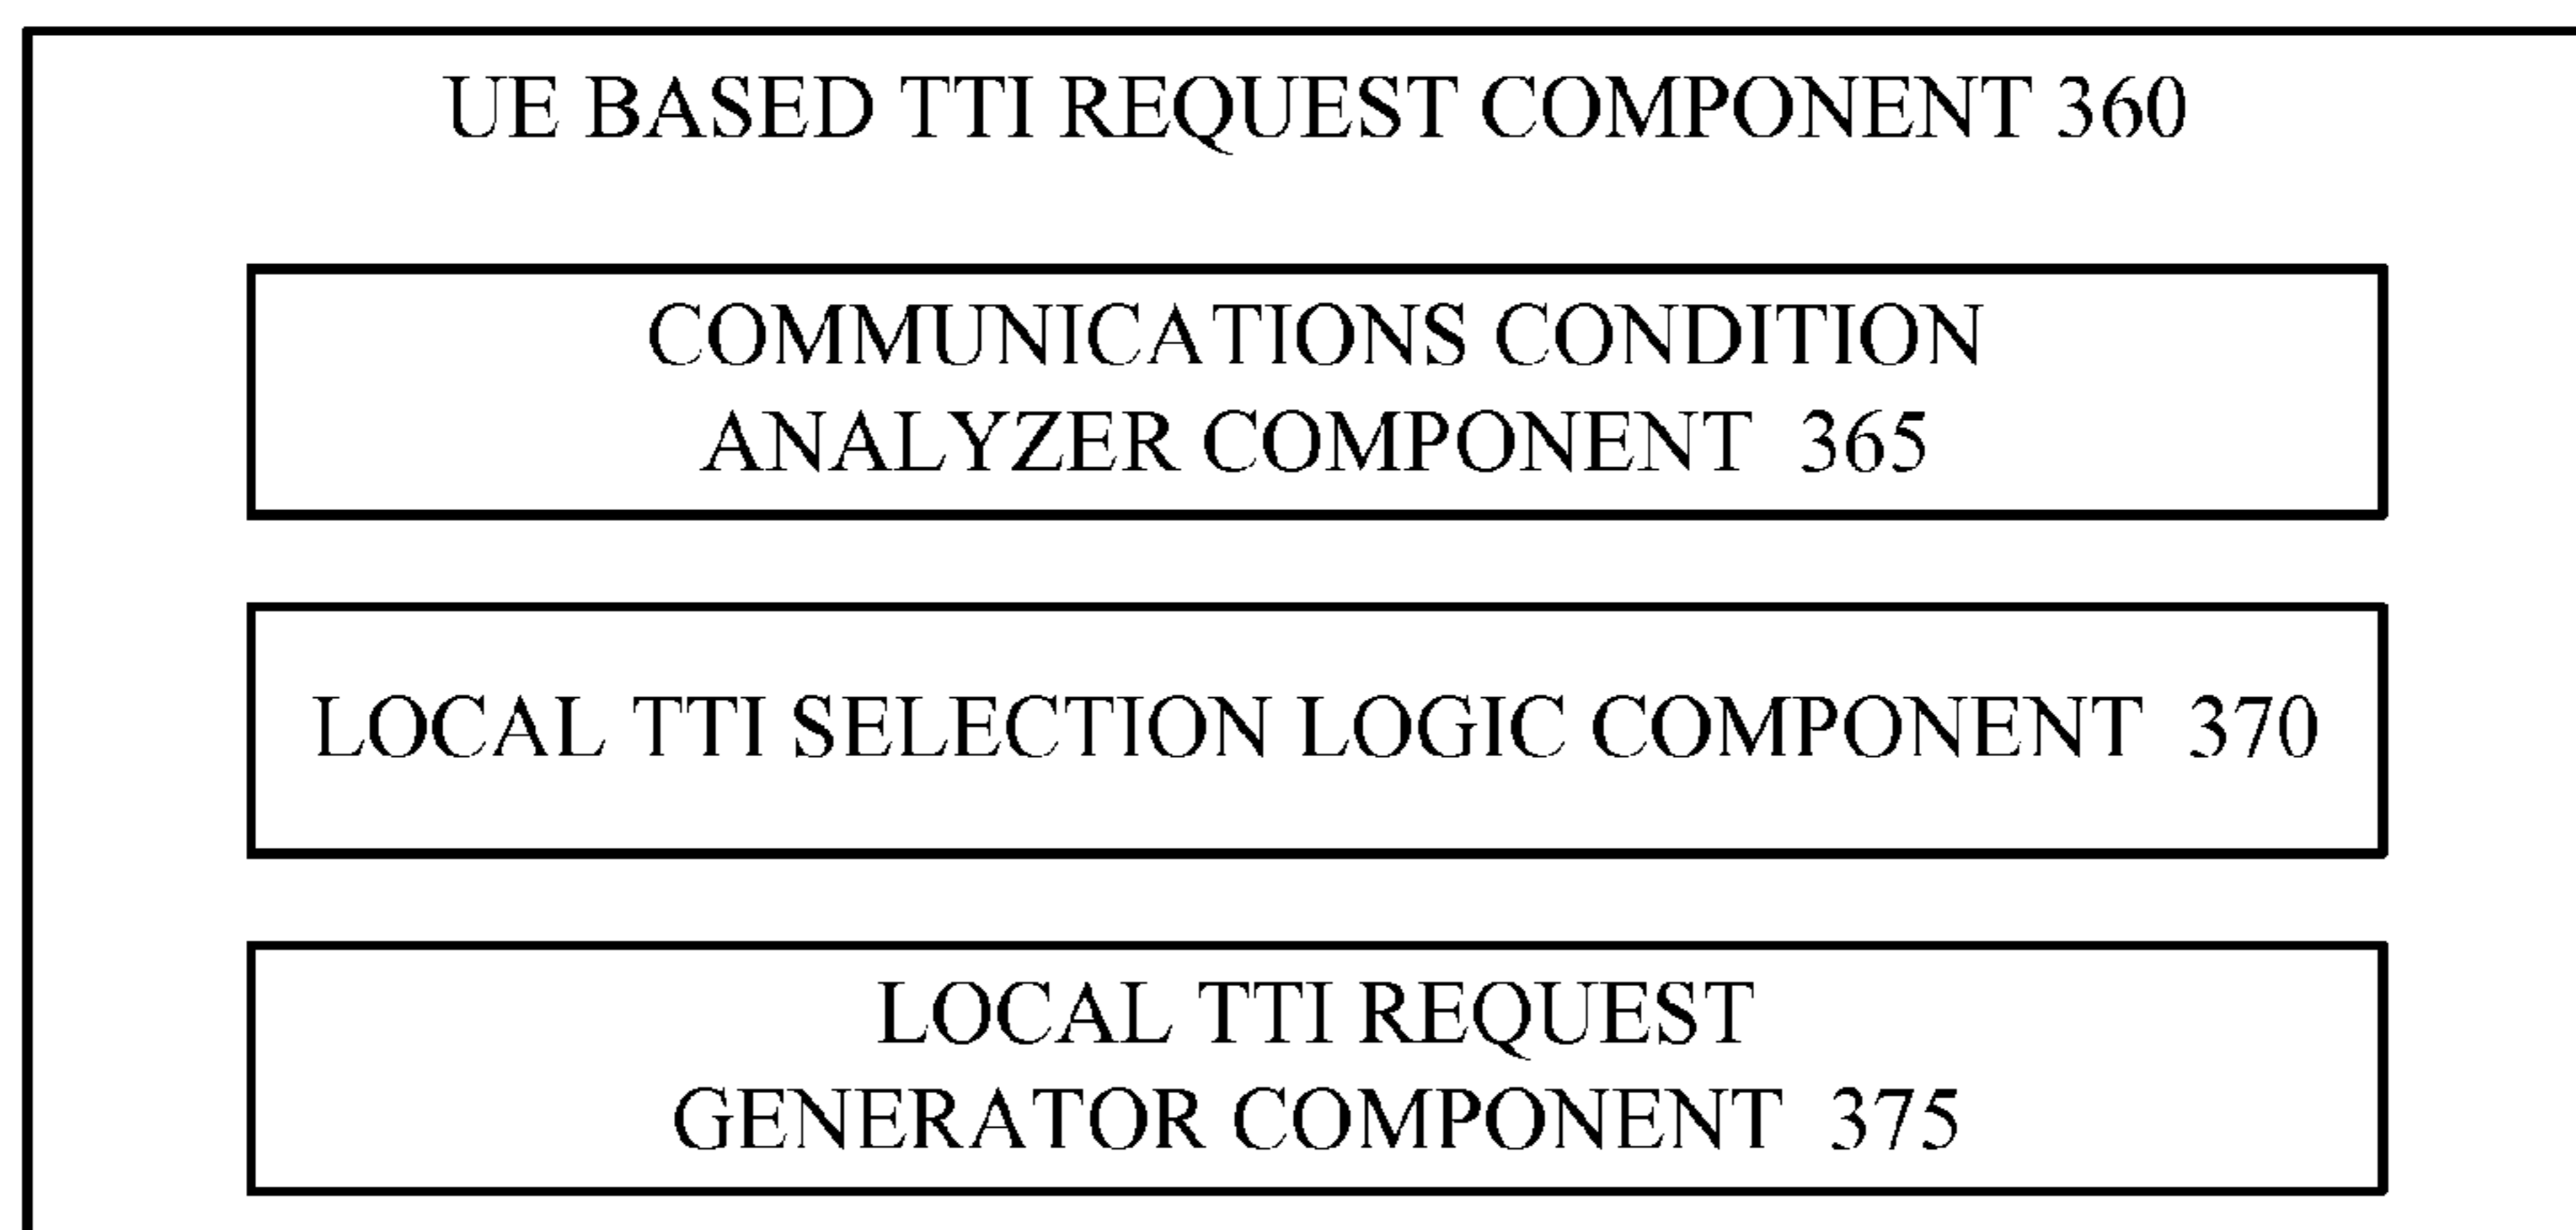 UE BASED TTI REQUEST COMPONENT 360
COMMUNICATIONS CONDITION
ANALYZER COMPONENT 365
LOCAL TTI SELECTION LOGIC COMPONENT 370
LOCAL TTI REQUEST
GENERATOR COMPONENT 375